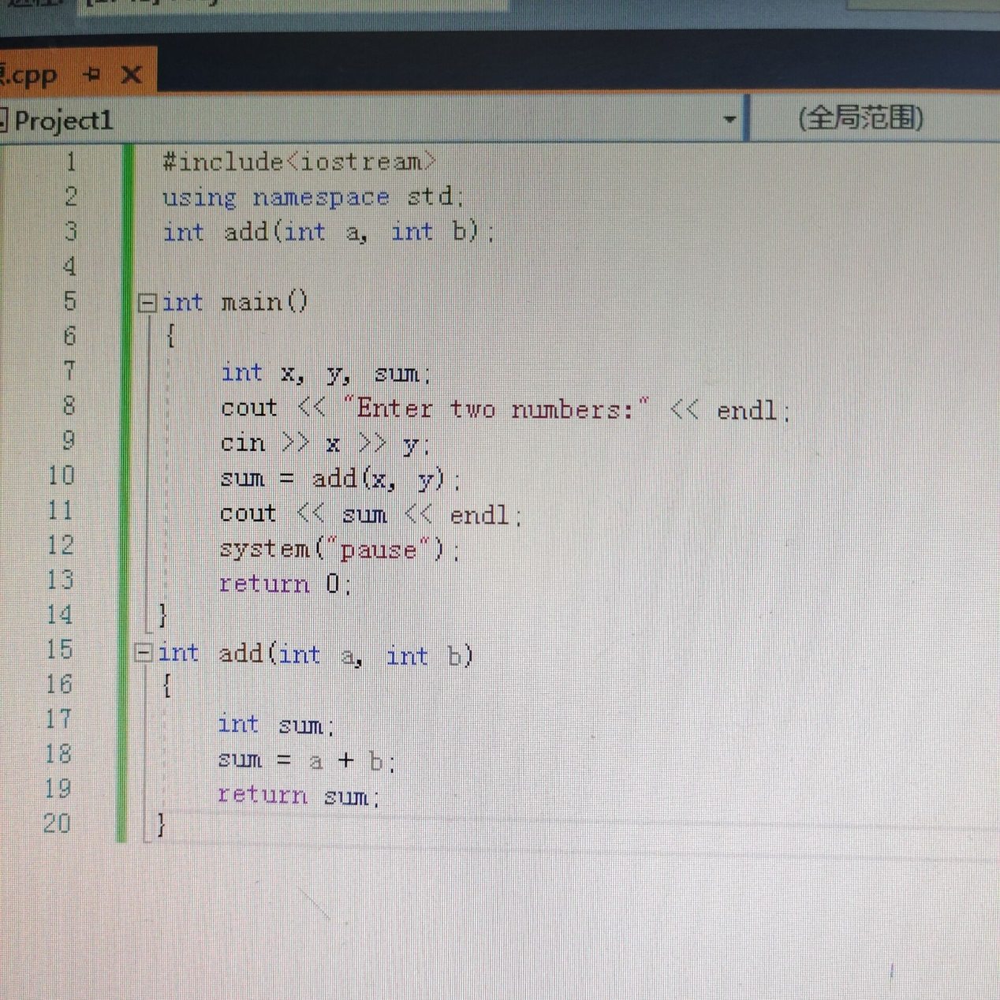 .cpp
Project1
(全局范围)
1 #include<iostream>
2 using namespace std;
3 int add(int a, int b);
4
5 int main()
6 {
7 int x, y, sum;
8 cout << "Enter two numbers:" << endl;
9 cin >> x >> y;
10 sum = add(x, y);
11 cout << sum << endl;
12 system("pause");
13 return 0;
14 }
15 int add(int a, int b)
16 {
17 int sum;
18 sum = a + b;
19 return sum;
20 }